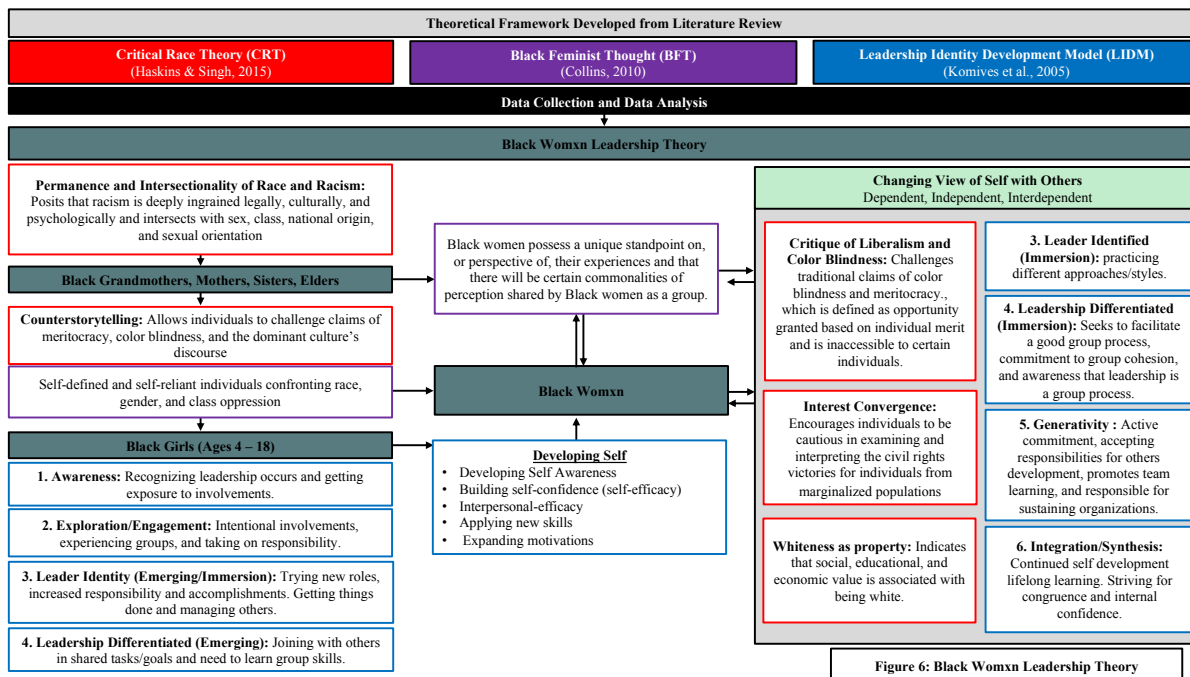 Theoretical Framework Developed from Literature Review
Critical Race Theory (CRT)
(Haskins & Singh, 2015)
Black Feminist Thought (BFT)
(Collins, 2010)
Leadership Identity Development Model (LIDM)
(Komives et al., 2005)
Data Collection and Data Analysis
Black Womxn Leadership Theory
Permanence and Intersectionality of Race and Racism:
Posits that racism is deeply ingrained legally, culturally, and
psychologically and intersects with sex, class, national origin,
and sexual orientation
Black Grandmothers, Mothers, Sisters, Elders
Counterstorytelling: Allows individuals to challenge claims of
meritocracy, color blindness, and the dominant culture's
discourse
Self-defined and self-reliant individuals confronting race,
gender, and class oppression
Black Girls (Ages 4 – 18)
1. Awareness: Recognizing leadership occurs and getting
exposure to involvements.
2. Exploration/Engagement: Intentional involvements,
experiencing groups, and taking on responsibility.
3. Leader Identity (Emerging/Immersion): Trying new roles,
increased responsibility and accomplishments. Getting things
done and managing others.
4. Leadership Differentiated (Emerging): Joining with others
in shared tasks/goals and need to learn group skills.
Black women possess a unique standpoint on,
or perspective of, their experiences and that
there will be certain commonalities of
perception shared by Black women as a group.
Black Womxn
Developing Self
• Developing Self Awareness
• Building self-confidence (self-efficacy)
• Interpersonal-efficacy
• Applying new skills
• Expanding motivations
Changing View of Self with Others
Dependent, Independent, Interdependent
Critique of Liberalism and
Color Blindness: Challenges
traditional claims of color
blindness and meritocracy.,
which is defined as opportunity
granted based on individual merit
and is inaccessible to certain
individuals.
Interest Convergence:
Encourages individuals to be
cautious in examining and
interpreting the civil rights
victories for individuals from
marginalized populations
Whiteness as property: Indicates
that social, educational, and
economic value is associated with
being white.
3. Leader Identified
(Immersion): practicing
different approaches/styles.
4. Leadership Differentiated
(Immersion): Seeks to facilitate
a good group process,
commitment to group cohesion,
and awareness that leadership is
a group process.
5. Generativity : Active
commitment, accepting
responsibilities for others
development, promotes team
learning, and responsible for
sustaining organizations.
6. Integration/Synthesis:
Continued self development
lifelong learning. Striving for
congruence and internal
confidence.
Figure 6: Black Womxn Leadership Theory